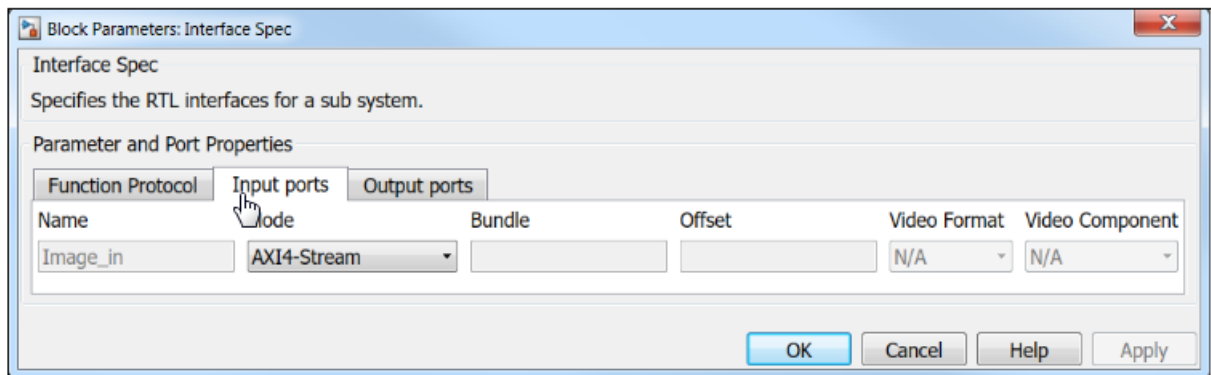 Block Parameters: Interface Spec
Interface Spec
Specifies the RTL interfaces for a sub system.
Parameter and Port Properties
Function Protocol Input ports Output ports
Name Mode Bundle Offset Video Format Video Component
Image_in AXI4-Stream N/A N/A
OK Cancel Help Apply